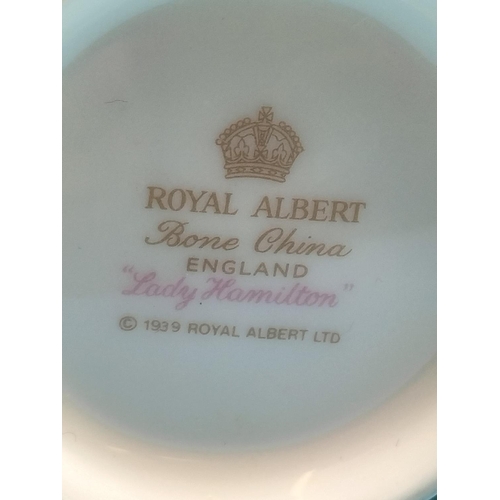 ROYAL ALBERT
Bone China
ENGLAND
"Lady Hamilton"
© 1939 ROYAL ALBERT LTD